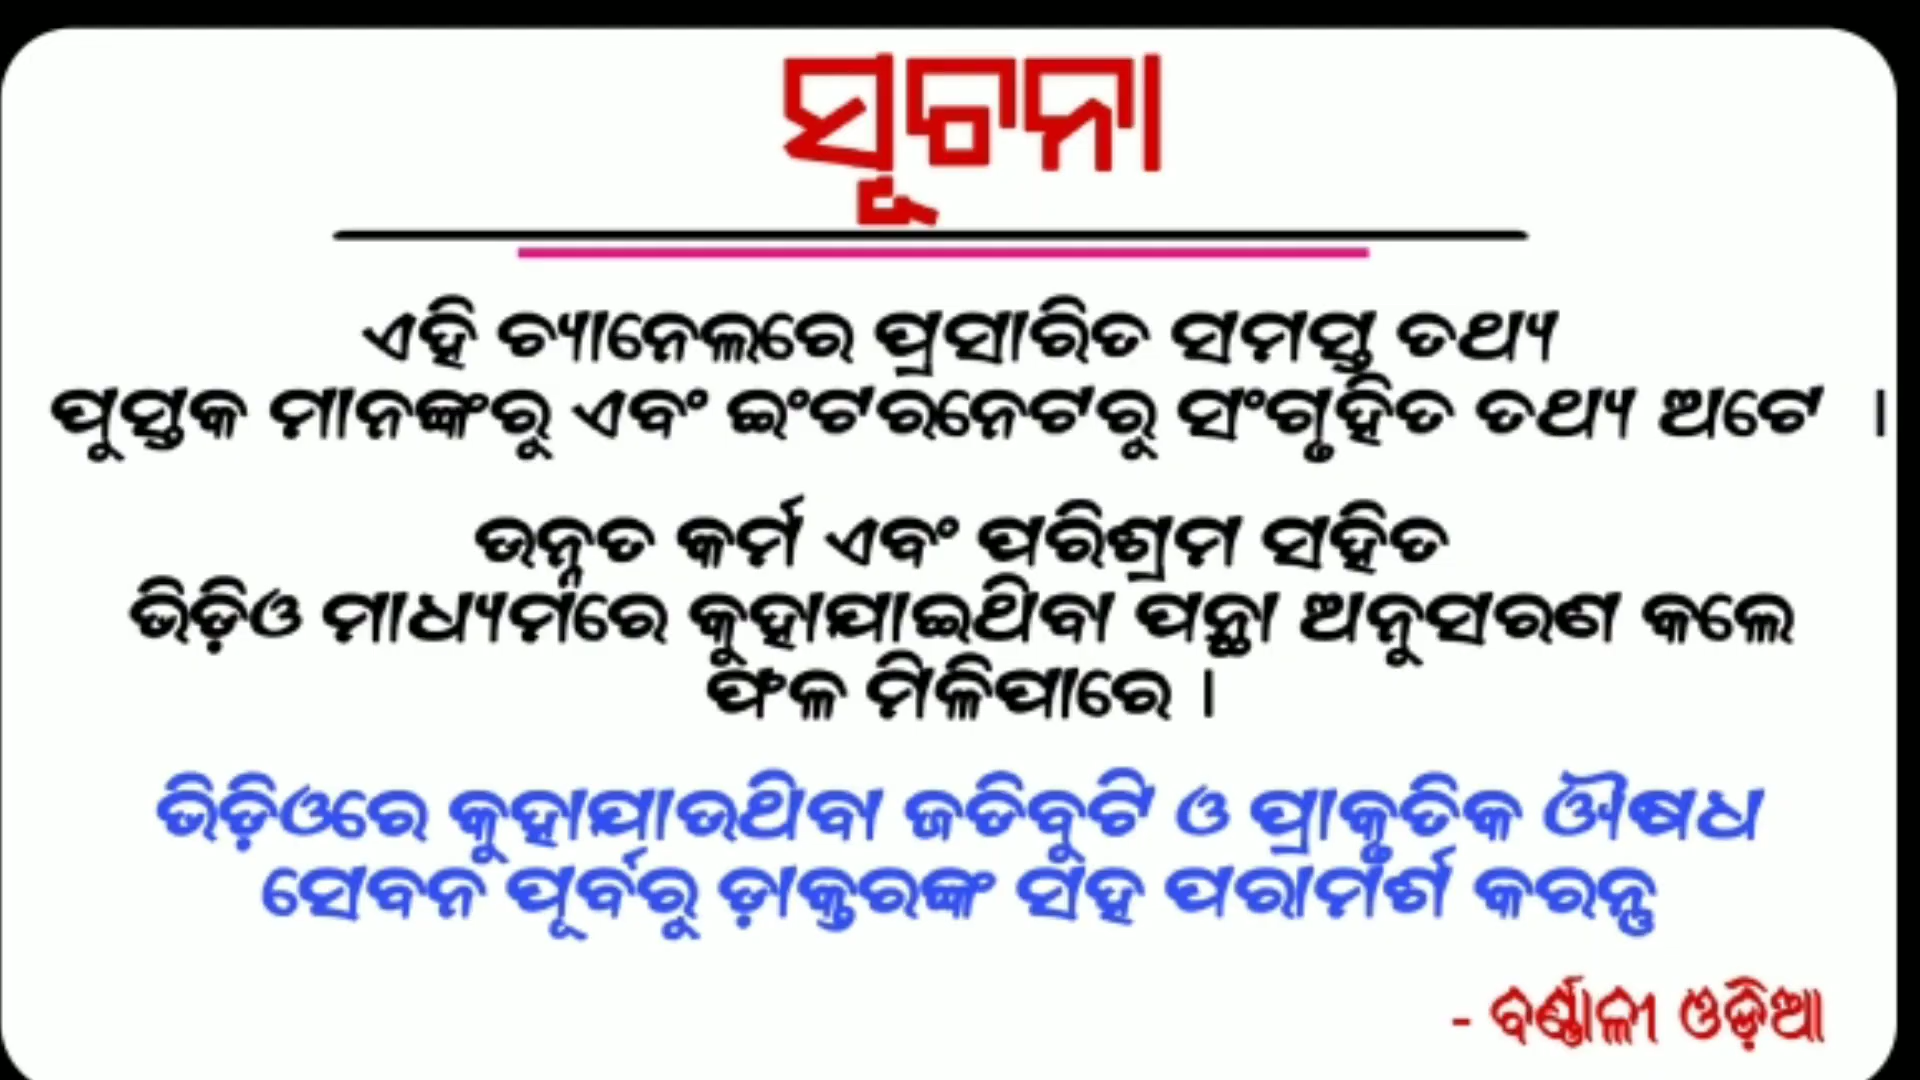 ସୂଚନା
ଏହି ଚ୍ୟାନେଲରେ ପ୍ରସାରିତ ସମସ୍ତ ତଥ୍ୟ
ପୁସ୍ତକ ମାନଙ୍କରୁ ଏବଂ ଇଂଟରନେଟରୁ ସଂଗୃହିତ ତଥ୍ୟ ଅଟେ ।
ଉନ୍ନତ କର୍ମ ଏବଂ ପରିଶ୍ରମ ସହିତ
ଭିଡ଼ିଓ ମାଧ୍ୟମରେ କୁହାଯାଇଥିବା ପନ୍ଥା ଅନୁସରଣ କଲେ
ଫଳ ମିଳିପାରେ ।
ଭିଡ଼ିଓରେ କୁହାଯାଉଥିବା ଜଡିବୁଟି ଓ ପ୍ରାକୃତିକ ଔଷଧ
ସେବନ ପୂର୍ବରୁ ଡ଼ାକ୍ତରଙ୍କ ସହ ପରାମର୍ଶ କରନ୍ତୁ
- ବର୍ଣ୍ଣାଳୀ ଓଡ଼ିଆ